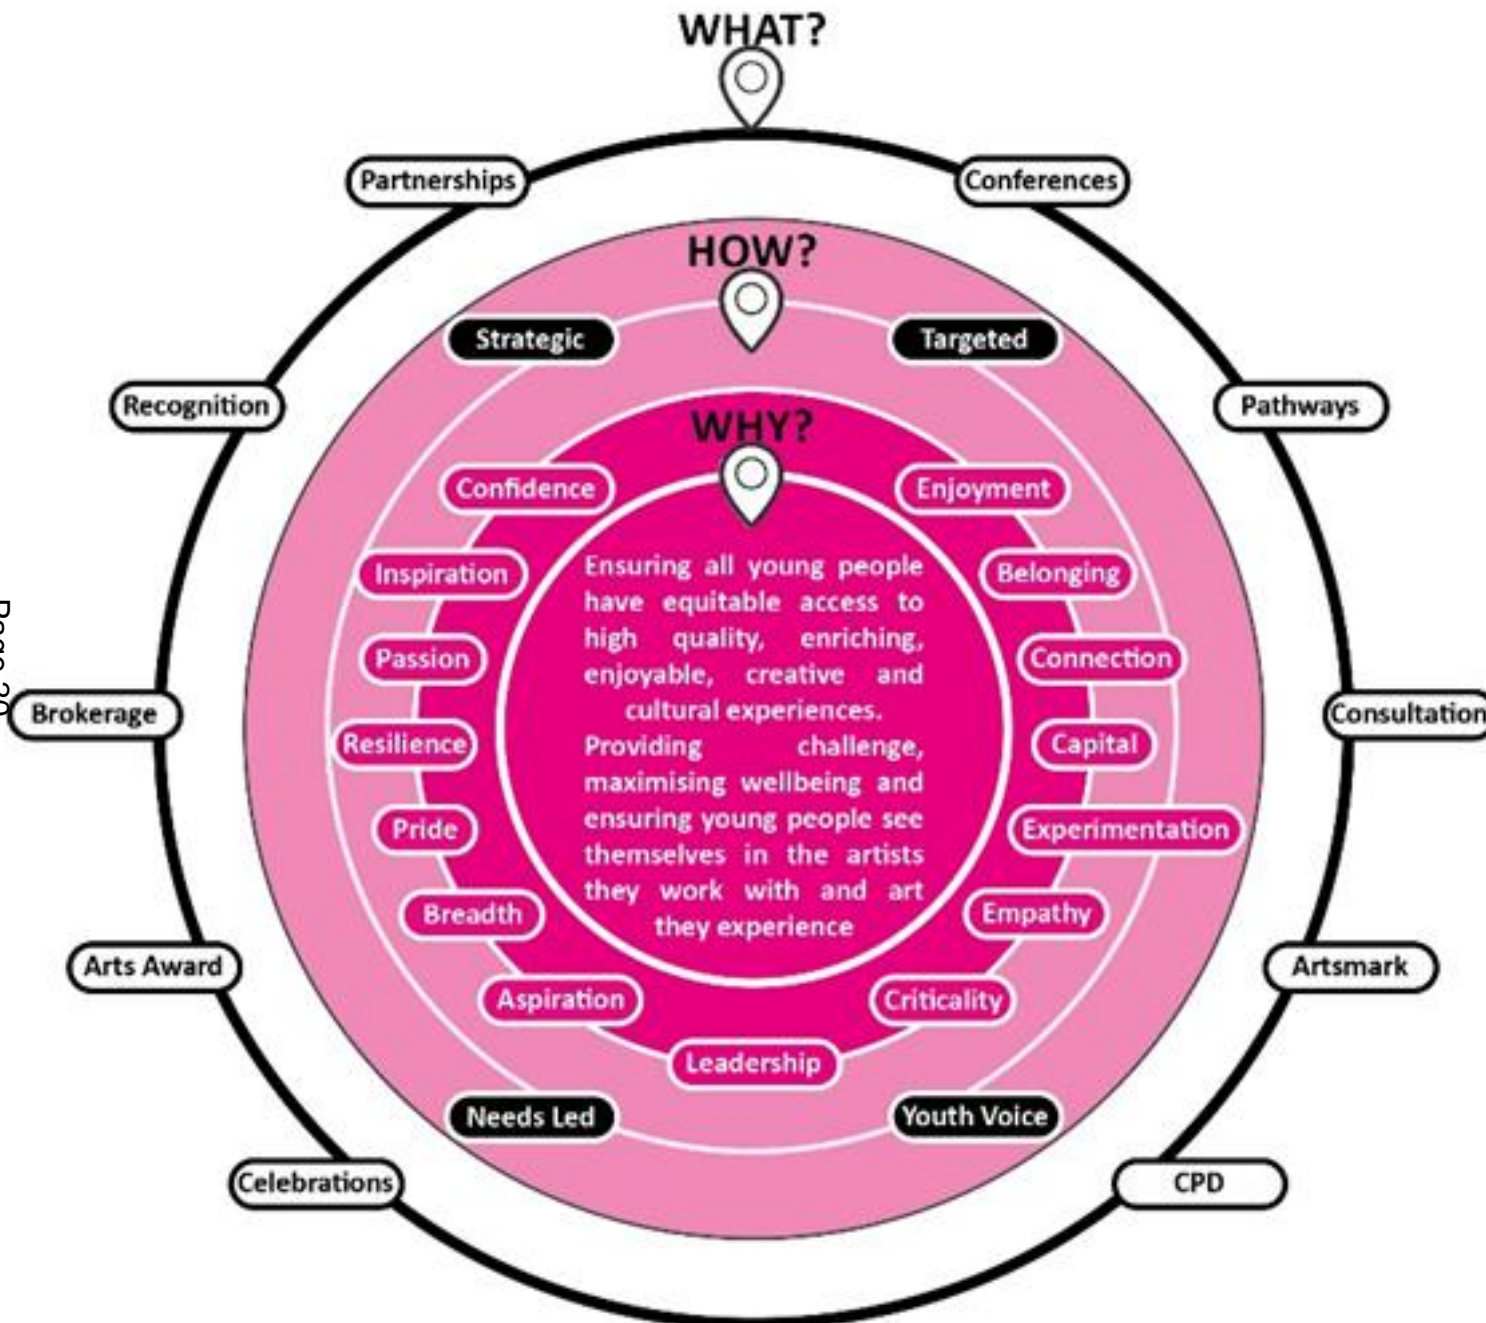 WHAT?
Partnerships
Conferences
HOW?
Strategic
Targeted
Recognition
Pathways
WHY?
Confidence
Enjoyment
Inspiration
Belonging
Ensuring all young people
have equitable access to
high quality, enriching,
enjoyable, creative and
cultural experiences.
Providing challenge,
maximising wellbeing and
ensuring young people see
themselves in the artists
they work with and art
they experience
Passion
Connection
Brokerage
Consultation
Resilience
Capital
Pride
Experimentation
Breadth
Empathy
Arts Award
Artsmark
Aspiration
Criticality
Leadership
Needs Led
Youth Voice
Celebrations
CPD